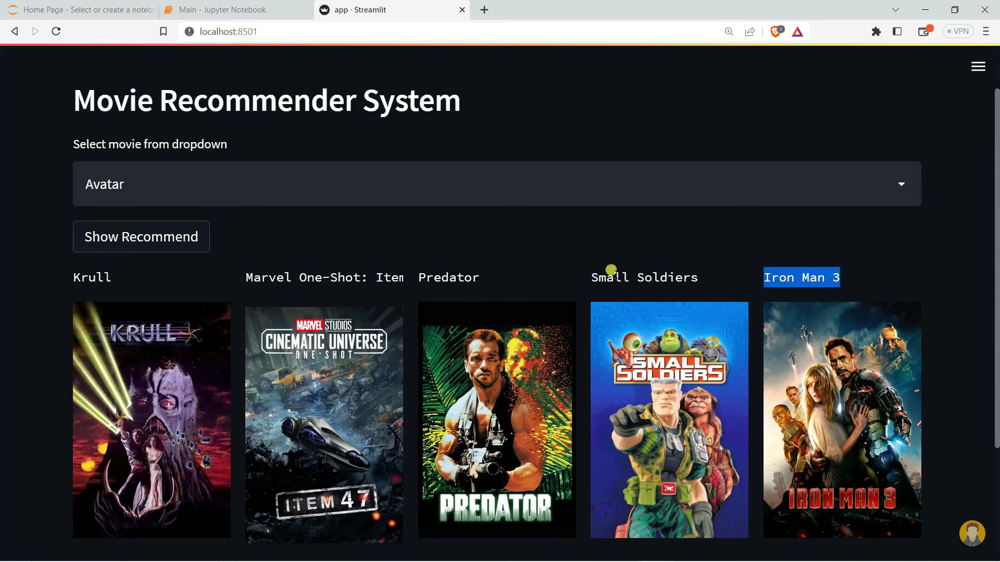 Home Page - Select or create a noteb
Main - Jupyter Notebook
app · Streamlit
localhost:8501
1
VPN
Movie Recommender System
Select movie from dropdown
Avatar
Show Recommend
Krull
Marvel One-Shot: Item
Predator
Small Soldiers
Iron Man 3
KRULL
MARVEL STUDIOS
CINEMATIC UNIVERSE
ONE-SHOT
ITEM 47
PREDATOR
SMALL
SOLDIERS
IRON MAN 3